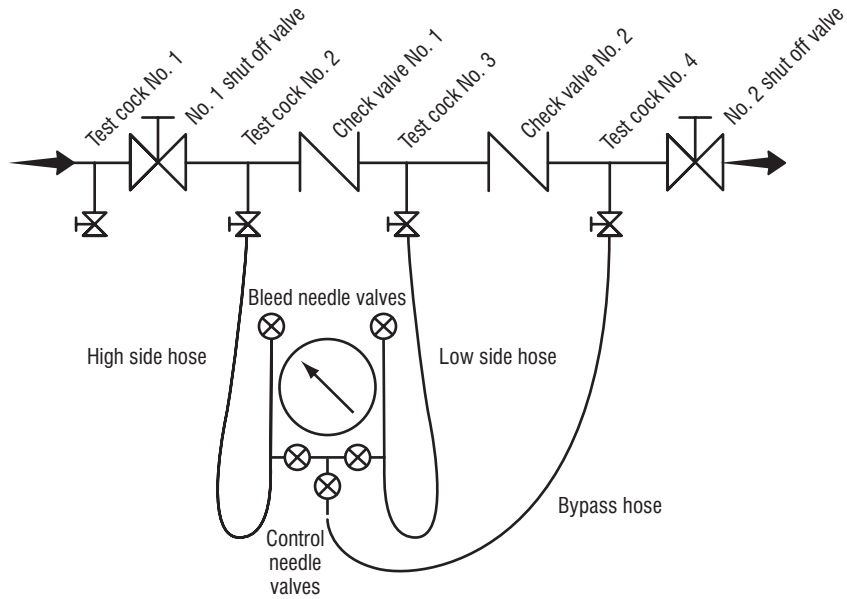 Test cock No. 1
No. 1 shut off valve
Test cock No. 2
Check valve No. 1
Test cock No. 3
Check valve No. 2
Test cock No. 4
No. 2 shut off valve
Bleed needle valves
High side hose
Low side hose
Bypass hose
Control
needle
valves